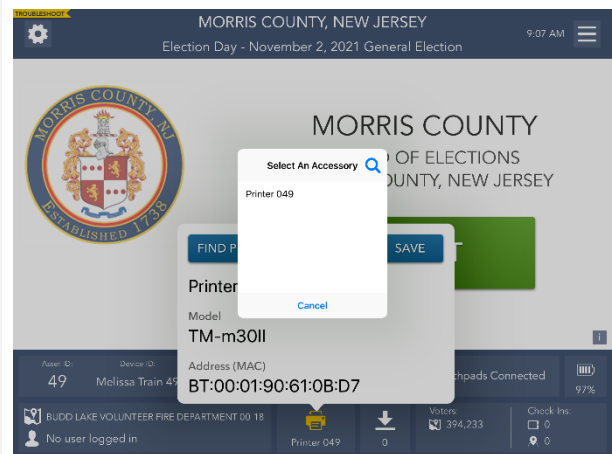 TROUBLESHOOT
MORRIS COUNTY, NEW JERSEY
Election Day - November 2, 2021 General Election
9:07 AM
MORRIS COUNTY, NJ
ESTABLISHED 1738
MORRIS COUNTY
OF ELECTIONS
OUNTY, NEW JERSEY
Select An Accessory
Printer 049
Cancel
FIND P
SAVE
T
Printer
Model
TM-m30II
Address (MAC)
BT:00:01:90:61:0B:D7
i
Asset ID:
49
Device ID:
Melissa Train 49
chpads Connected
97%
BUDD LAKE VOLUNTEER FIRE DEPARTMENT 00 18
No user logged in
Printer 049
0
Voters:
394,233
Check Ins:
0
0